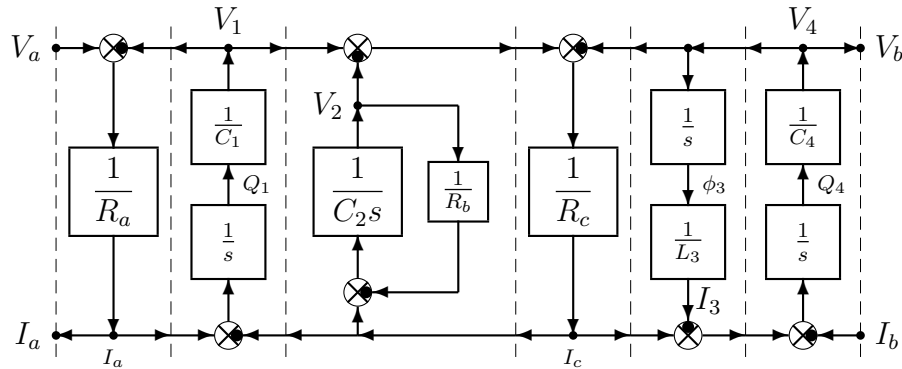 V_a V_1 V_4 V_b
V_2
1/C_1 1/s 1/C_4
1/R_a Q_1 1/C_2s 1/R_b 1/R_c ϕ_3 Q_4
1/s 1/L_3 1/s
I_3
I_a I_b
I_a I_c